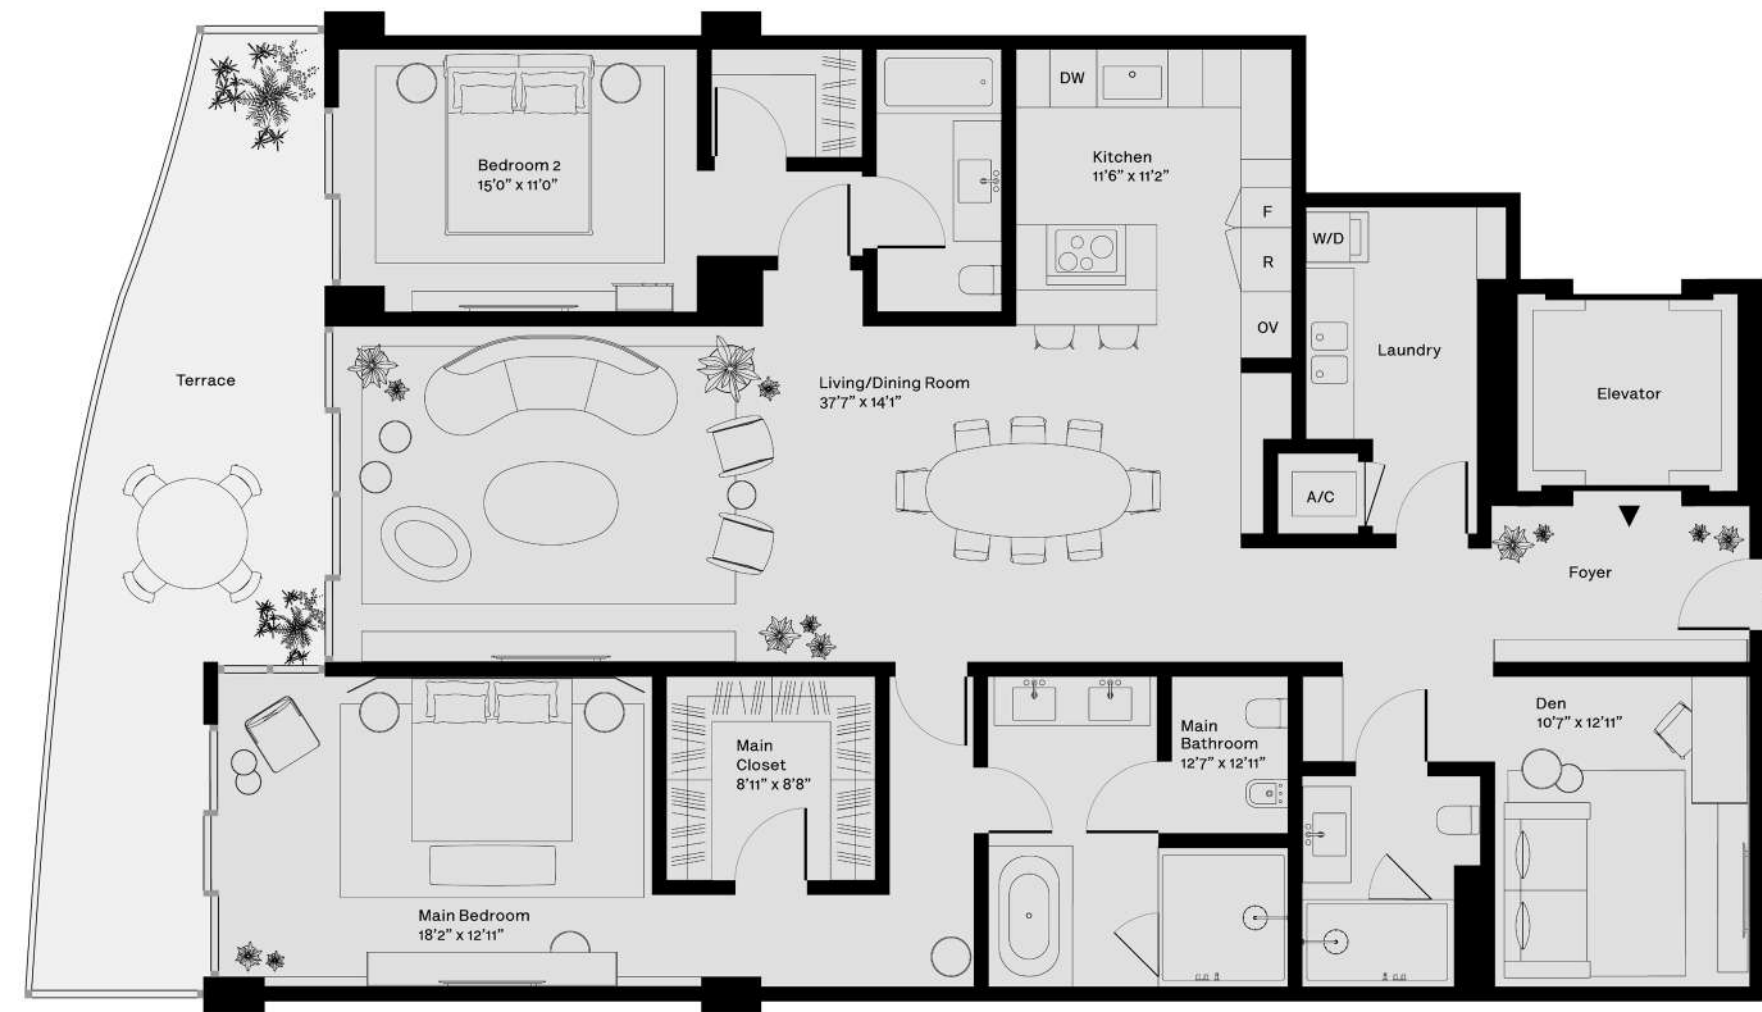 DW
Bedroom 2
15'0" x 11'0"
Kitchen
11'6" x 11'2"
F
W/D
R
OV
Laundry
Terrace
Living/Dining Room
37'7" x 14'1"
Elevator
A/C
Foyer
Den
10'7" x 12'11"
Main
Bathroom
12'7" x 12'11"
Main
Closet
8'11" x 8'8"
Main Bedroom
18'2" x 12'11"